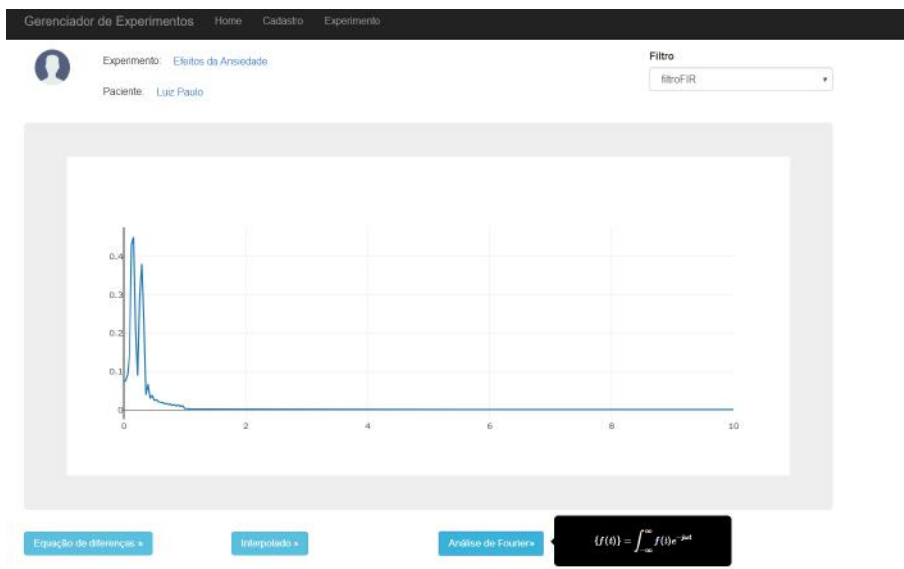 Gerenciador de Experimentos Home Cadastro Experimento
Experimento: Efeitos da Ansiedade
Filtro
filtroFIR
Paciente: Luiz Paulo
0.4
0.3
0.2
0.1
0
0 2 4 6 8 10
Equação de diferenças »
Interpolado »
Análise de Fourier»
{f(t)} = ∫_{-∞}^{∞} f(t)e^{-jωt}